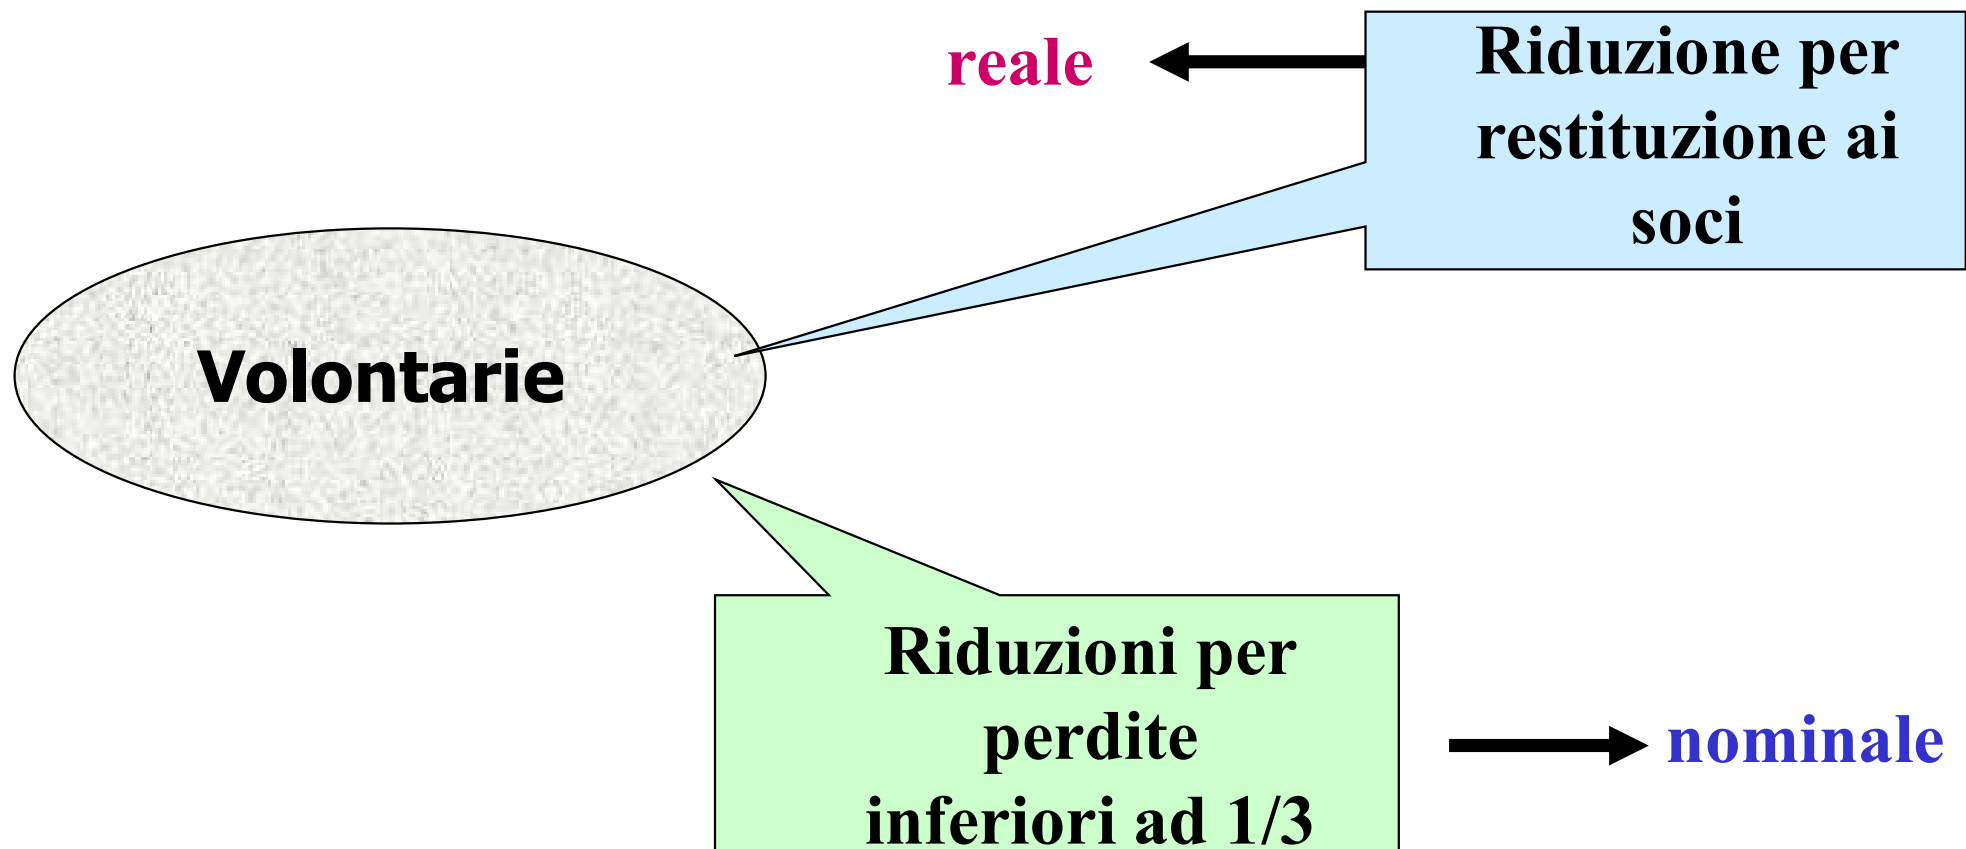 reale
Riduzione per
restituzione ai
soci
Volontarie
Riduzioni per
perdite
inferiori ad 1/3
nominale